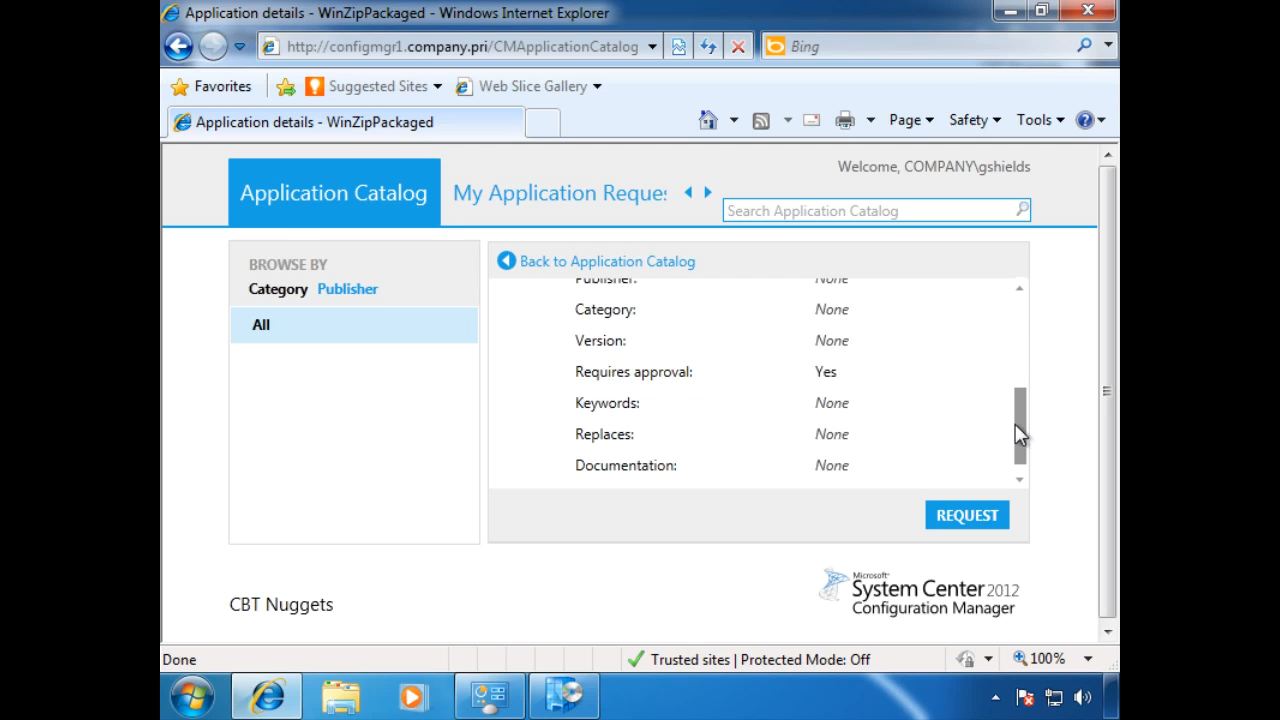 Application details - WinZipPackaged - Windows Internet Explorer
http://configmgr1.company.pri/CMApplicationCatalog
Bing
Favorites
Suggested Sites
Web Slice Gallery
Application details - WinZipPackaged
Page
Safety
Tools
Welcome, COMPANY\gshields
Application Catalog
My Application Reques
Search Application Catalog
BROWSE BY
Category Publisher
All
Back to Application Catalog
Publisher: None
Category: None
Version: None
Requires approval: Yes
Keywords: None
Replaces: None
Documentation: None
REQUEST
CBT Nuggets
Microsoft
System Center 2012
Configuration Manager
Done
Trusted sites | Protected Mode: Off
100%